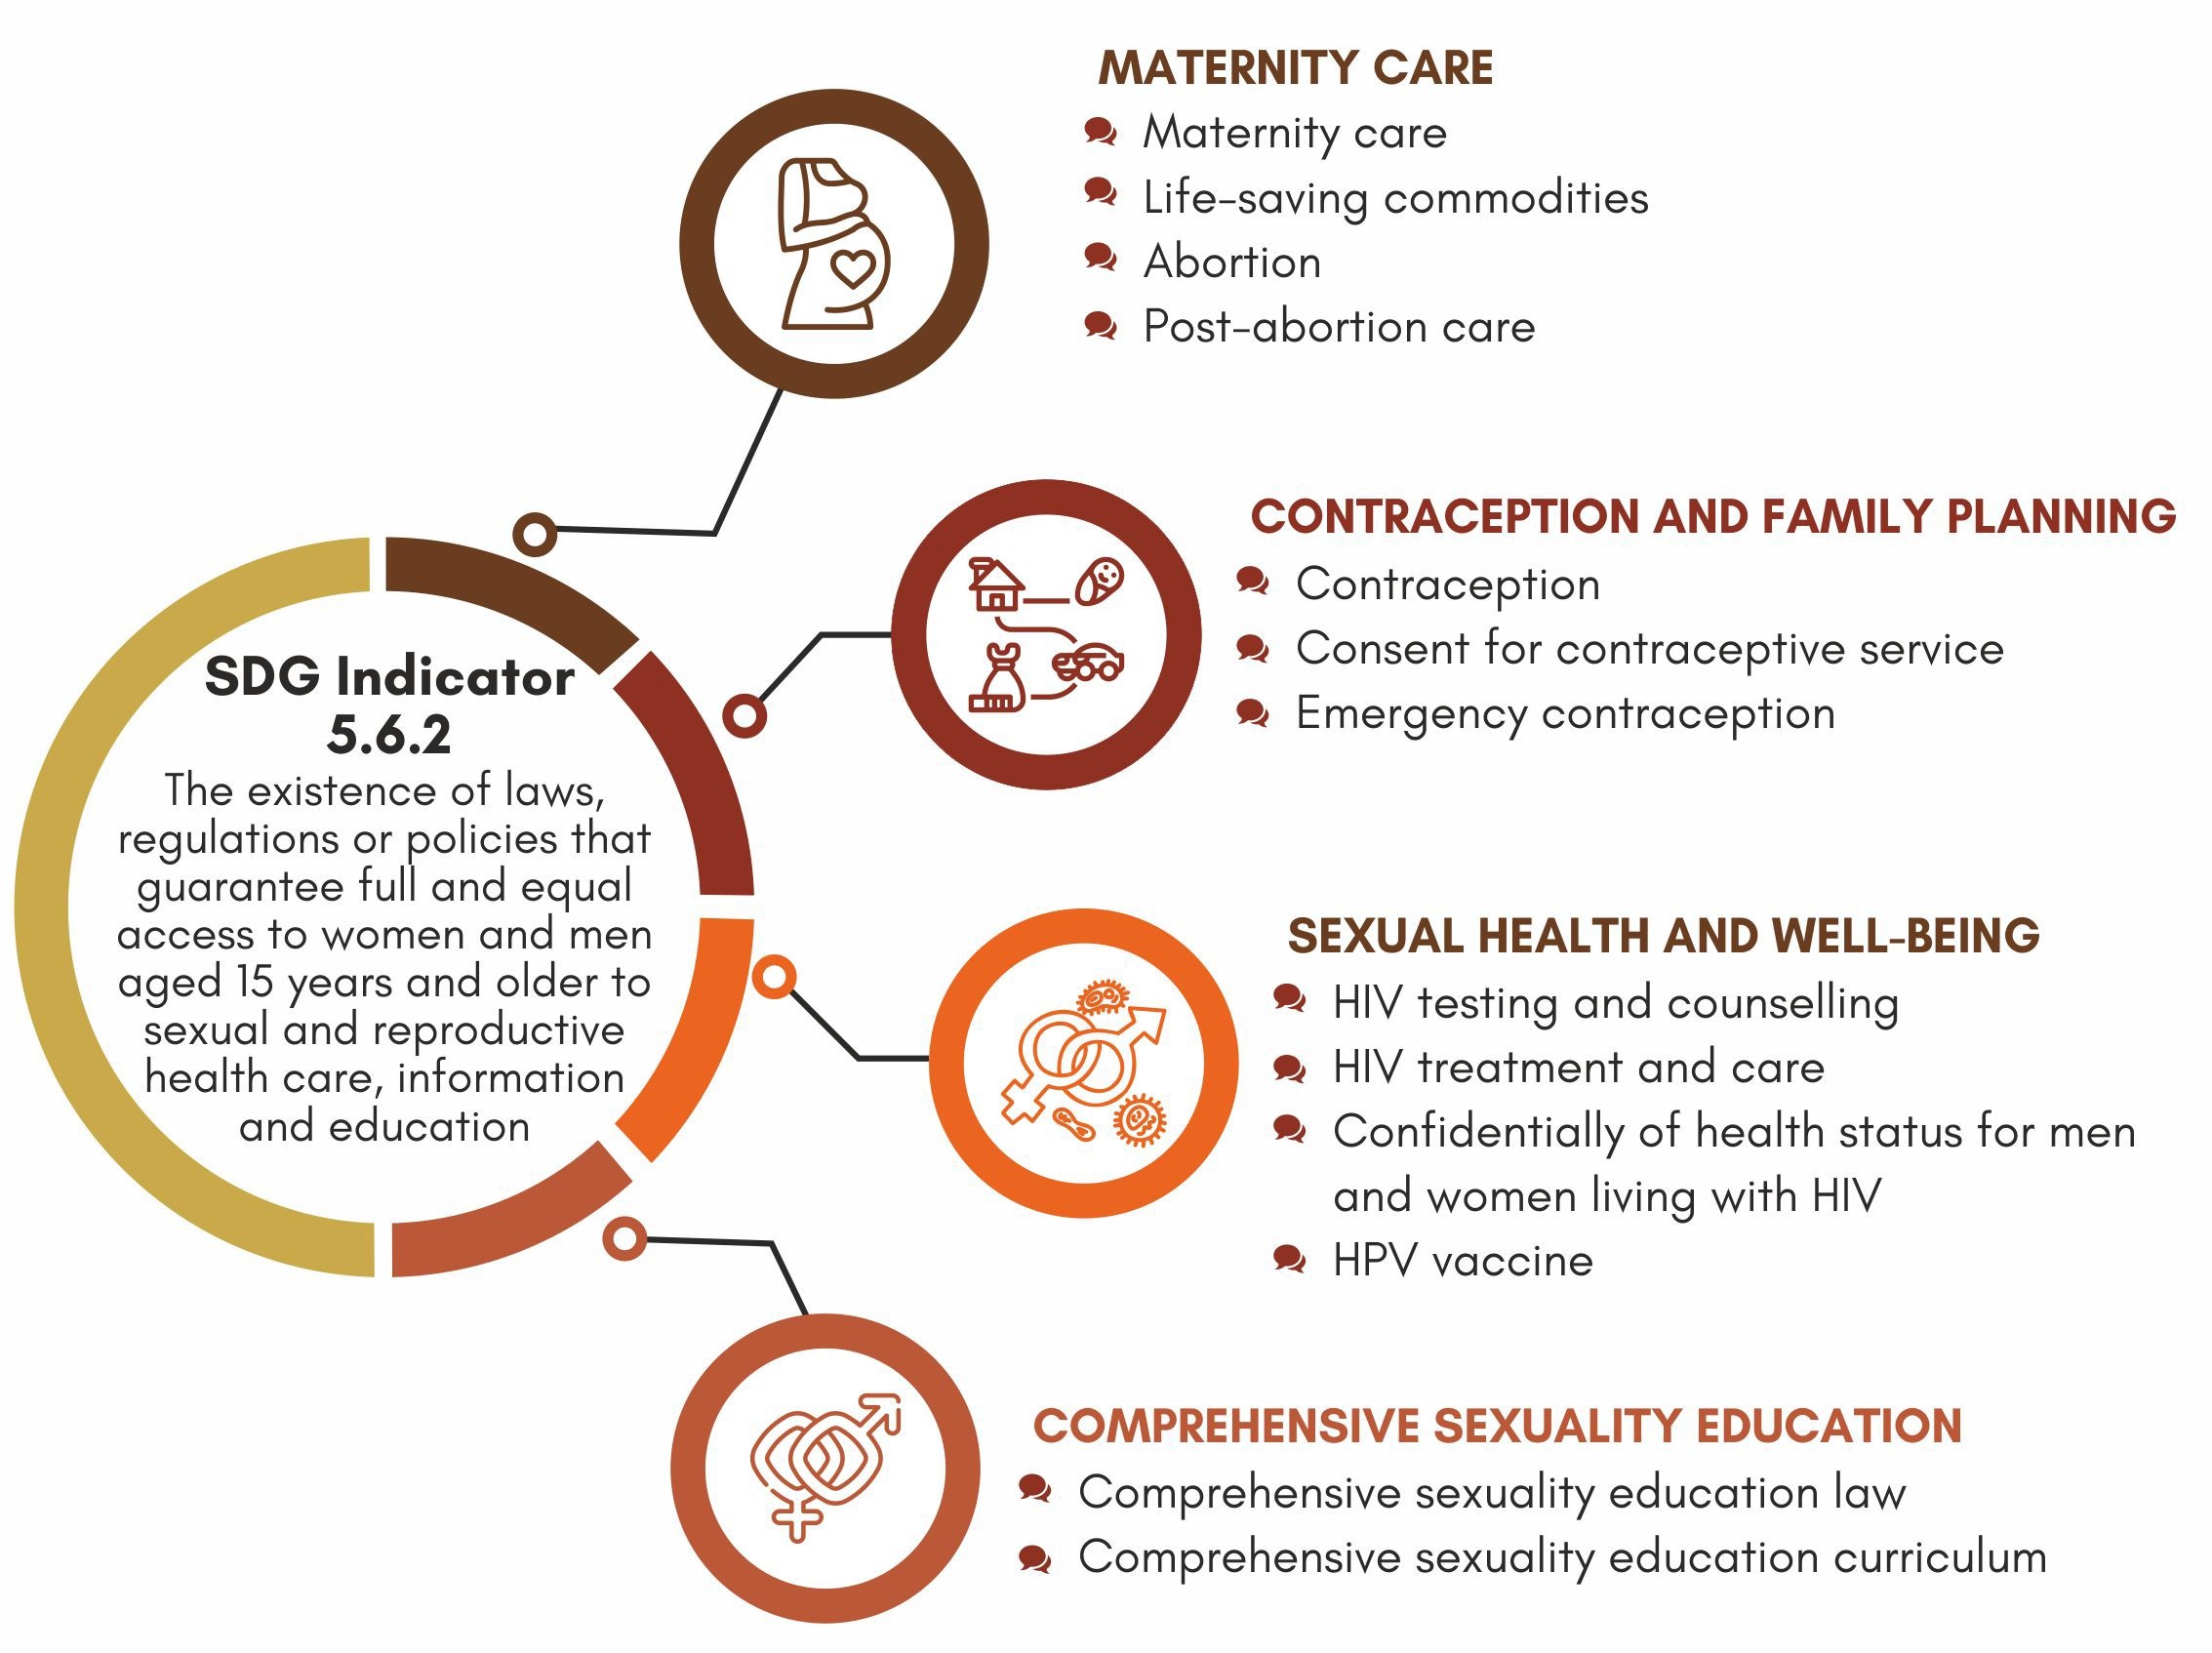 MATERNITY CARE
Maternity care
Life-saving commodities
Abortion
Post-abortion care
CONTRACEPTION AND FAMILY PLANNING
Contraception
Consent for contraceptive service
Emergency contraception
SDG Indicator
5.6.2
The existence of laws,
regulations or policies that
guarantee full and equal
access to women and men
aged 15 years and older to
sexual and reproductive
health care, information
and education
SEXUAL HEALTH AND WELL-BEING
HIV testing and counselling
HIV treatment and care
Confidentially of health status for men
and women living with HIV
HPV vaccine
COMPREHENSIVE SEXUALITY EDUCATION
Comprehensive sexuality education law
Comprehensive sexuality education curriculum